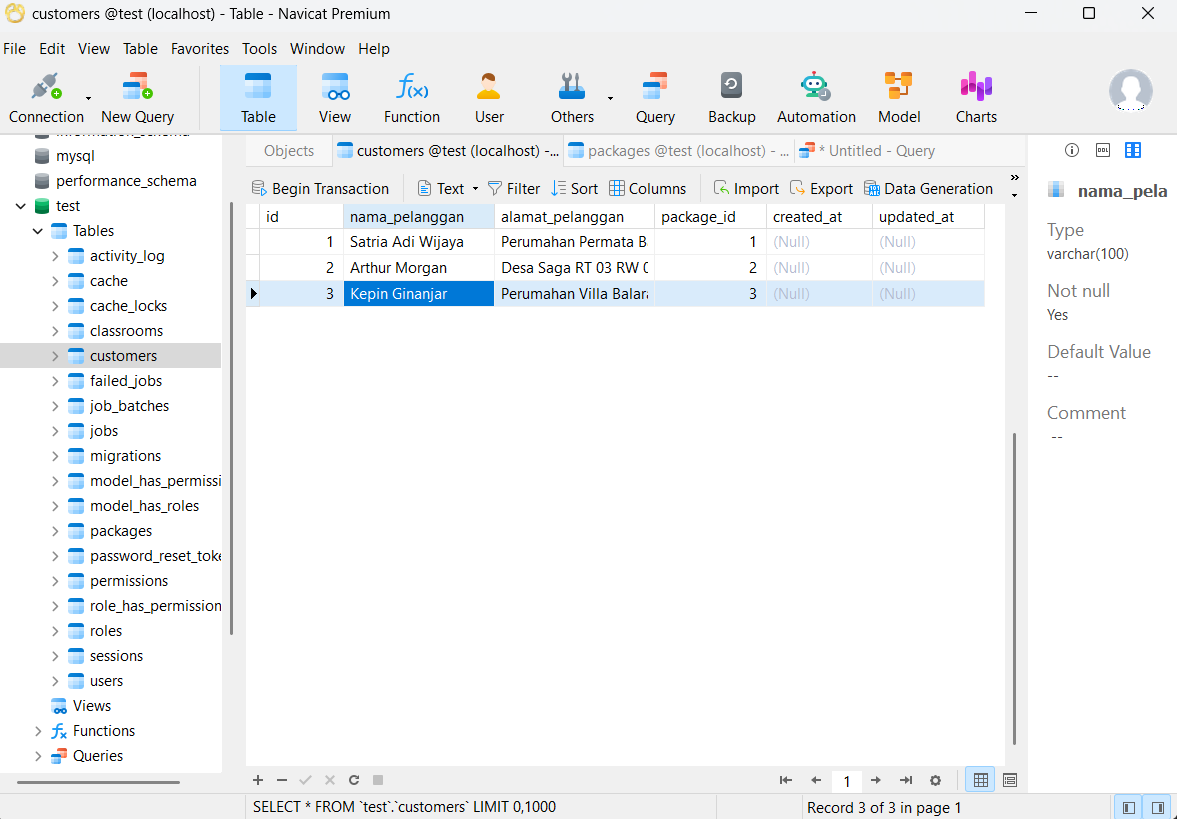 customers @test (localhost) - Table - Navicat Premium
File Edit View Table Favorites Tools Window Help
Connection New Query Table View Function User Others Query Backup Automation Model Charts
mysql
performance_schema
test
Tables
activity_log
cache
cache_locks
classrooms
customers
failed_jobs
job_batches
jobs
migrations
model_has_permissi
model_has_roles
packages
password_reset_toke
permissions
role_has_permission
roles
sessions
users
Views
Functions
Queries
Objects customers @test (localhost) -... packages @test (localhost) - ... * Untitled - Query
Begin Transaction Text Filter Sort Columns Import Export Data Generation
id nama_pelanggan alamat_pelanggan package_id created_at updated_at
1 Satria Adi Wijaya Perumahan Permata B 1 (Null) (Null)
2 Arthur Morgan Desa Saga RT 03 RW 0 2 (Null) (Null)
3 Kepin Ginanjar Perumahan Villa Balara 3 (Null) (Null)
1
SELECT * FROM `test`.`customers` LIMIT 0,1000
Record 3 of 3 in page 1
DDL
nama_pela
Type
varchar(100)
Not null
Yes
Default Value
--
Comment
--